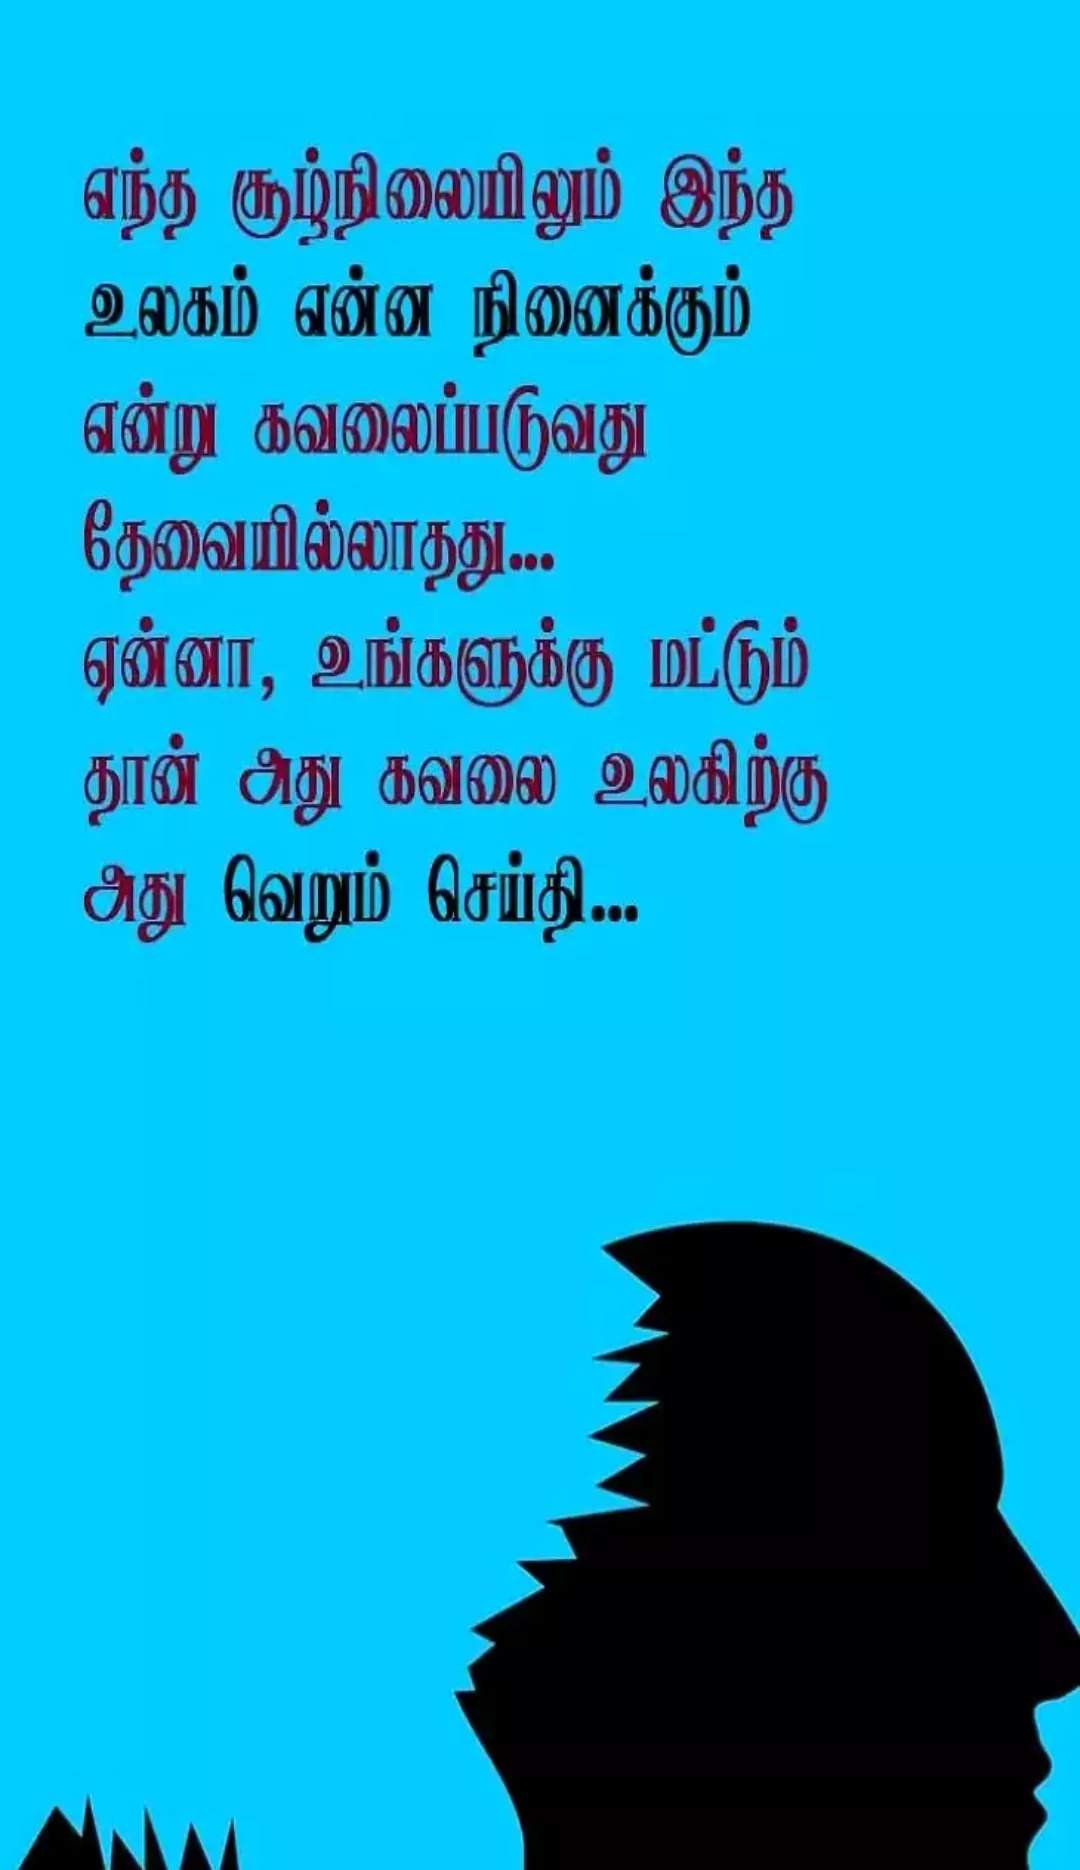 எந்த சூழ்நிலையிலும் இந்த
உலகம் என்ன நினைக்கும்
என்று கவலைப்படுவது
தேவையில்லாதது...
ஏன்னா, உங்களுக்கு மட்டும்
தான் அது கவலை உலகிற்கு
அது வெறும் செய்தி...